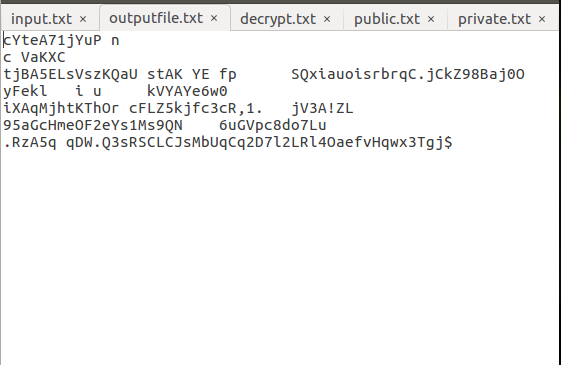 input.txt × outputfile.txt × decrypt.txt × public.txt × private.txt ×
cYteA71jYuP n
c VaKXC
tjBA5ELsVszKQaU stAK YE fp      SQxiauoisrbrqC.jCkZ98Baj0O
yFekl   i u     kVYAYe6w0
iXAqMjhtKThOr cFLZ5kjfc3cR,1.   jV3A!ZL
95aGcHmeOF2eYs1Ms9QN    6uGVpc8do7Lu
.RzA5q qDW.Q3sRSCLCJsMbUqCq2D7l2LRl4OaefvHqwx3Tgj$